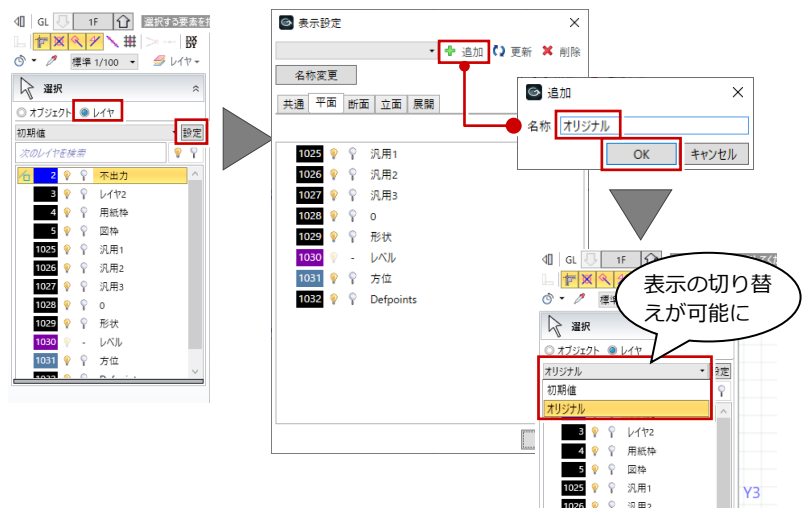 GL 1F
DXF
標準 1/100 レイヤ
選択
オブジェクト レイヤ
初期値 設定
次のレイヤを検索
2 不出力
3 レイヤ2
4 用紙枠
5 図枠
1025 汎用1
1026 汎用2
1027 汎用3
1028 0
1029 形状
1030 - レベル
1031 方位
表示設定
追加 更新 削除
名称変更
共通 平面 断面 立面 展開
1025 汎用1
1026 汎用2
1027 汎用3
1028 0
1029 形状
1030 - レベル
1031 方位
1032 Defpoints
追加
名称 オリジナル
OK キャンセル
表示の切り替
えが可能に
GL 1F
選択
オブジェクト レイヤ
オリジナル
初期値
オリジナル
3 レイヤ2
4 用紙枠
5 図枠
1025 汎用1
1026 汎用2
Y3